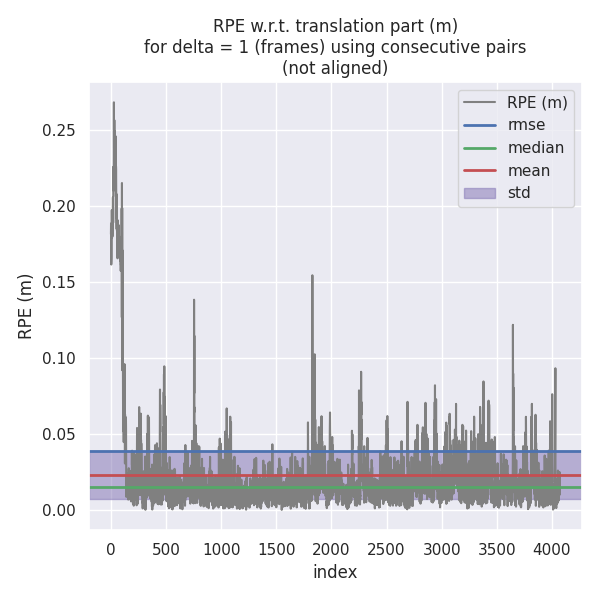 RPE w.r.t. translation part (m)
for delta = 1 (frames) using consecutive pairs
(not aligned)
RPE (m)
rmse
median
mean
std
RPE (m)
0.25
0.20
0.15
0.10
0.05
0.00
0 500 1000 1500 2000 2500 3000 3500 4000
index